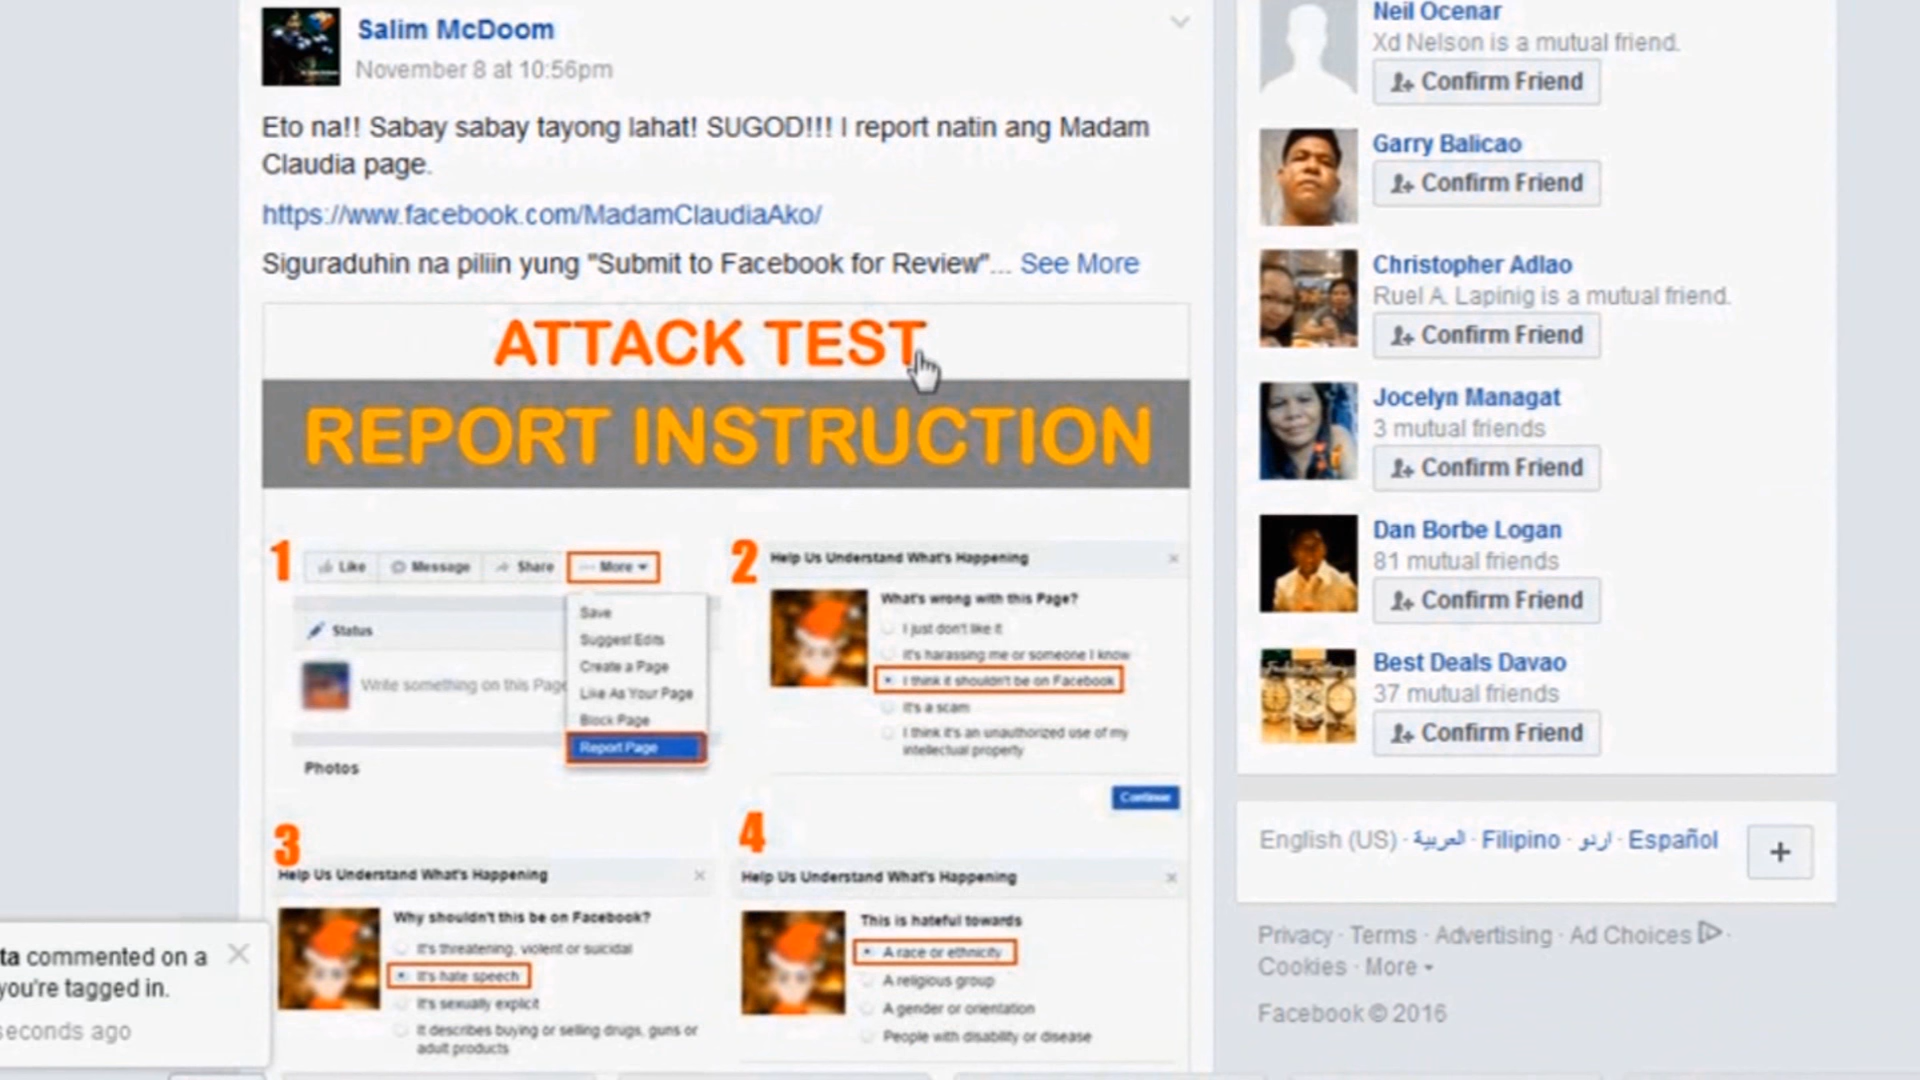 Salim McDoom
November 8 at 10:56pm
Eto na!! Sabay sabay tayong lahat! SUGOD!!! I report natin ang Madam
Claudia page.
https://www.facebook.com/MadamClaudiaAko/
Siguraduhin na piliin yung "Submit to Facebook for Review"... See More
ATTACK TEST
REPORT INSTRUCTION
1
Like
Message
Share
More
Save
Suggest Edits
Create a Page
Like As Your Page
Block Page
Report Page
Status
Write something on this Page
Photos
2
Help Us Understand What's Happening
What's wrong with this Page?
I just don't like it
It's harassing me or someone I know
I think it shouldn't be on Facebook
It's a scam
I think it's an unauthorized use of my
intellectual property
Continue
3
Help Us Understand What's Happening
Why shouldn't this be on Facebook?
It's threatening, violent or suicidal
It's hate speech
It's sexually explicit
It describes buying or selling drugs, guns or
adult products
4
Help Us Understand What's Happening
This is hateful towards
A race or ethnicity
A religious group
A gender or orientation
People with disability or disease
ta commented on a
you're tagged in.
seconds ago
Neil Ocenar
Xd Nelson is a mutual friend.
Confirm Friend
Garry Balicao
Confirm Friend
Christopher Adlao
Ruel A. Lapinig is a mutual friend.
Confirm Friend
Jocelyn Managat
3 mutual friends
Confirm Friend
Dan Borbe Logan
81 mutual friends
Confirm Friend
Best Deals Davao
37 mutual friends
Confirm Friend
English (US) · العربية · Filipino · اردو · Español
+
Privacy · Terms · Advertising · Ad Choices ·
Cookies · More
Facebook © 2016